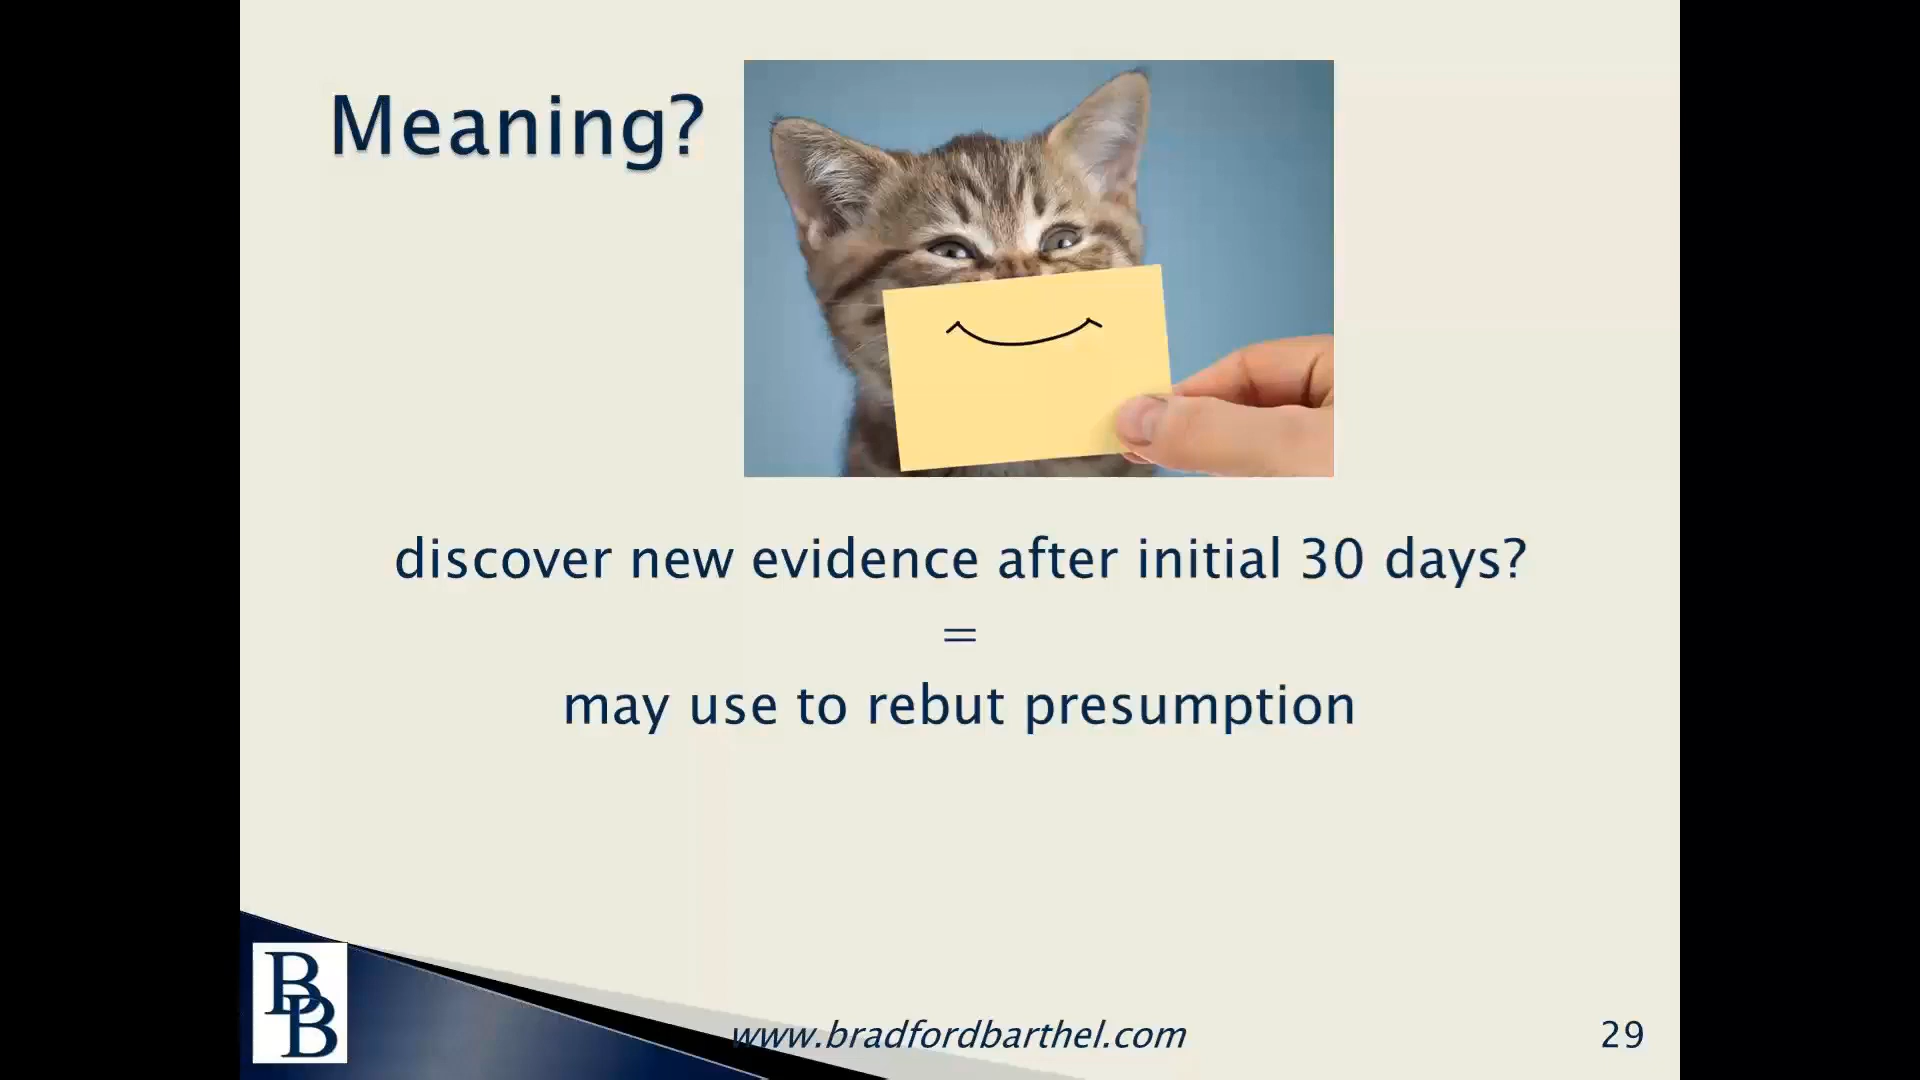 Meaning?
discover new evidence after initial 30 days?
=
may use to rebut presumption
BB
www.bradfordbarthel.com
29